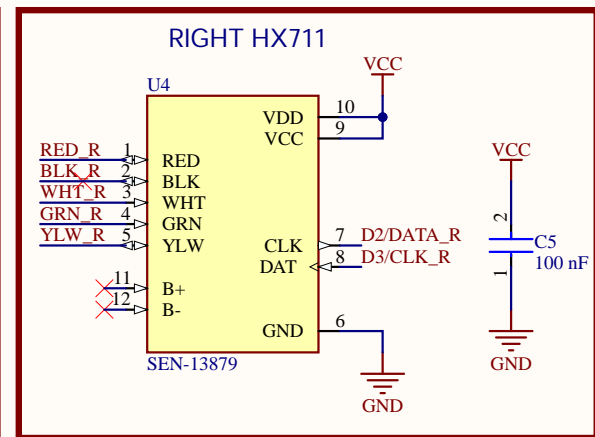 RIGHT HX711
U4
VCC
VDD 10
VCC 9
RED_R 1 RED
BLK_R 2 BLK
WHT_R 3 WHT
GRN_R 4 GRN
YLW_R 5 YLW
CLK 7 D2/DATA_R
DAT 8 D3/CLK_R
11 B+
12 B-
GND 6
SEN-13879
GND
VCC
2
C5
100 nF
1
GND